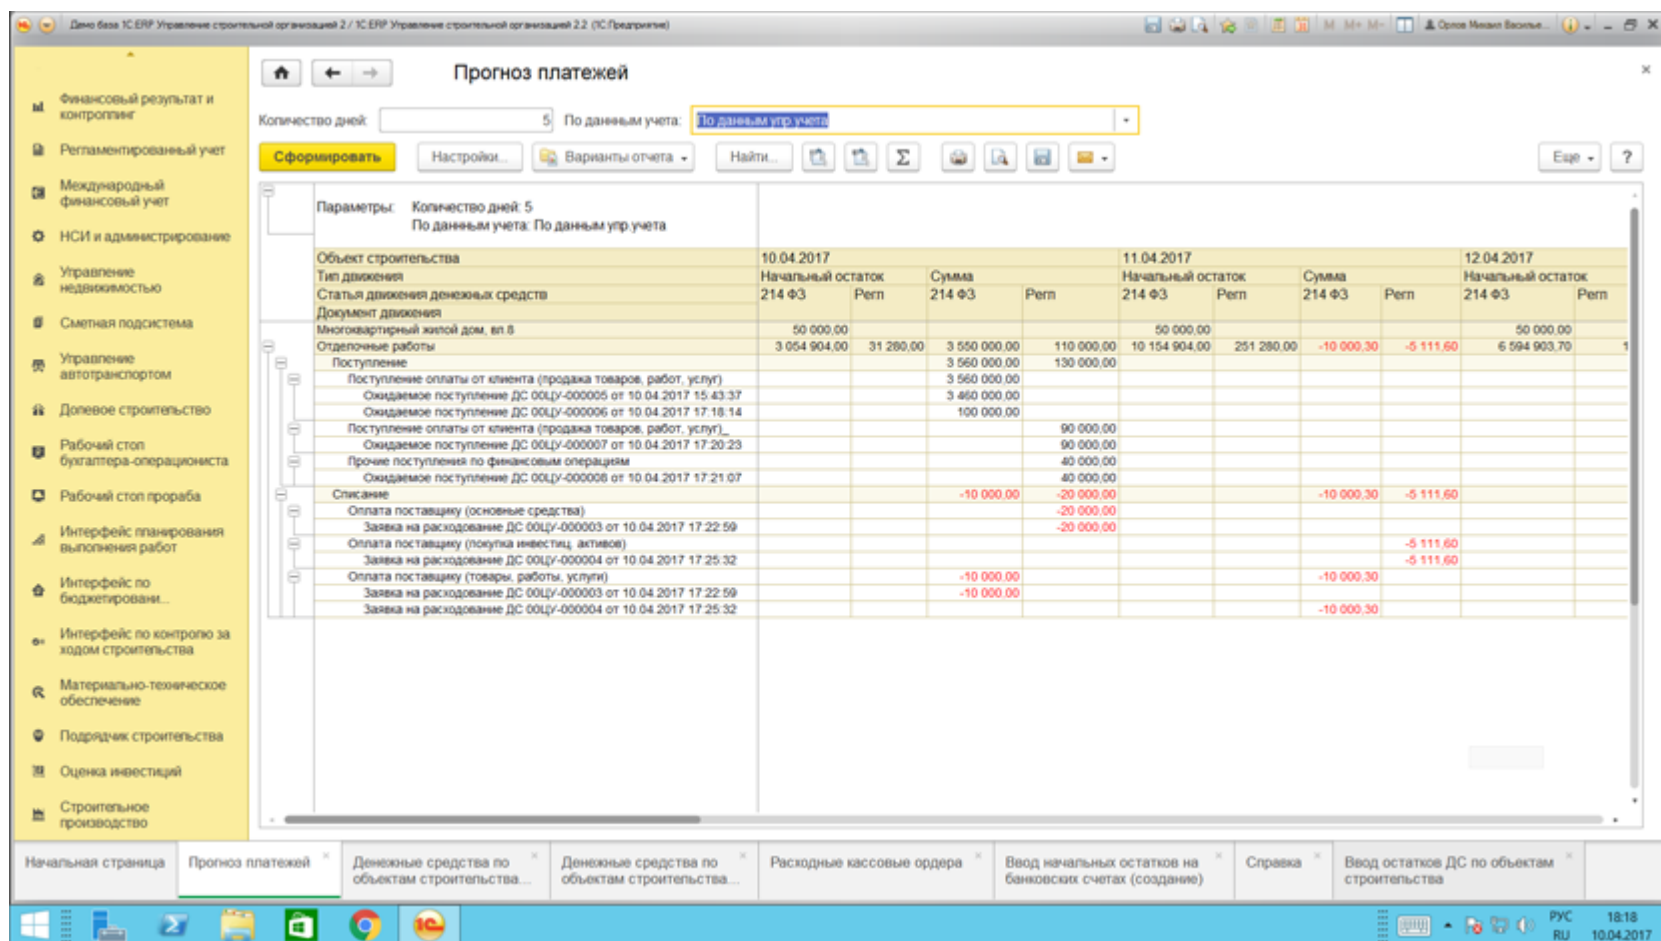 Демо база 1С:ERP Управление строительной организацией 2 / 1С:ERP Управление строительной организацией 2.2 (1С:Предприятие)
M M+ M-
Орлов Михаил Василье...
Прогноз платежей
Количество дней: 5 По даннным учета: По данным упр.учета
Сформировать Настройки... Варианты отчета Найти... Σ Еще ?
Финансовый результат и
контроллинг
Регламентированный учет
Международный
финансовый учет
НСИ и администрирование
Управление
недвижимостью
Сметная подсистема
Управление
автотранспортом
Долевое строительство
Рабочий стол
бухгалтера-операциониста
Рабочий стол прораба
Интерфейс планирования
выполнения работ
Интерфейс по
бюджетировани...
Интерфейс по контролю за
ходом строительства
Материально-техническое
обеспечение
Подрядчик строительства
Оценка инвестиций
Строительное
производство
Параметры: Количество дней: 5
По даннным учета: По данным упр.учета
Объект строительства 10.04.2017 11.04.2017 12.04.2017
Тип движения Начальный остаток Сумма Начальный остаток Сумма Начальный остаток
Статья движения денежных средств 214 ФЗ Регл 214 ФЗ Регл 214 ФЗ Регл 214 ФЗ Регл 214 ФЗ Регл
Документ движения
Многоквартирный жилой дом, вл.8 50 000,00 50 000,00 50 000,00
Отделочные работы 3 054 904,00 31 280,00 3 550 000,00 110 000,00 10 154 904,00 251 280,00 -10 000,30 -5 111,60 6 594 903,70 1
Поступление 3 560 000,00 130 000,00
Поступление оплаты от клиента (продажа товаров, работ, услуг) 3 560 000,00
Ожидаемое поступление ДС 00ЦУ-000005 от 10.04.2017 15:43:37 3 460 000,00
Ожидаемое поступление ДС 00ЦУ-000006 от 10.04.2017 17:18:14 100 000,00
Поступление оплаты от клиента (продажа товаров, работ, услуг)_ 90 000,00
Ожидаемое поступление ДС 00ЦУ-000007 от 10.04.2017 17:20:23 90 000,00
Прочие поступления по финансовым операциям 40 000,00
Ожидаемое поступление ДС 00ЦУ-000008 от 10.04.2017 17:21:07 40 000,00
Списание -10 000,00 -20 000,00 -10 000,30 -5 111,60
Оплата поставщику (основные средства) -20 000,00
Заявка на расходование ДС 00ЦУ-000003 от 10.04.2017 17:22:59 -20 000,00
Оплата поставщику (покупка инвестиц. активов) -5 111,60
Заявка на расходование ДС 00ЦУ-000004 от 10.04.2017 17:25:32 -5 111,60
Оплата поставщику (товары, работы, услуги) -10 000,00 -10 000,30
Заявка на расходование ДС 00ЦУ-000003 от 10.04.2017 17:22:59 -10 000,00
Заявка на расходование ДС 00ЦУ-000004 от 10.04.2017 17:25:32 -10 000,30
Начальная страница
Прогноз платежей
Денежные средства по
объектам строительства...
Денежные средства по
объектам строительства...
Расходные кассовые ордера
Ввод начальных остатков на
банковских счетах (создание)
Справка
Ввод остатков ДС по объектам
строительства
1С
РУС 18:18
RU 10.04.2017